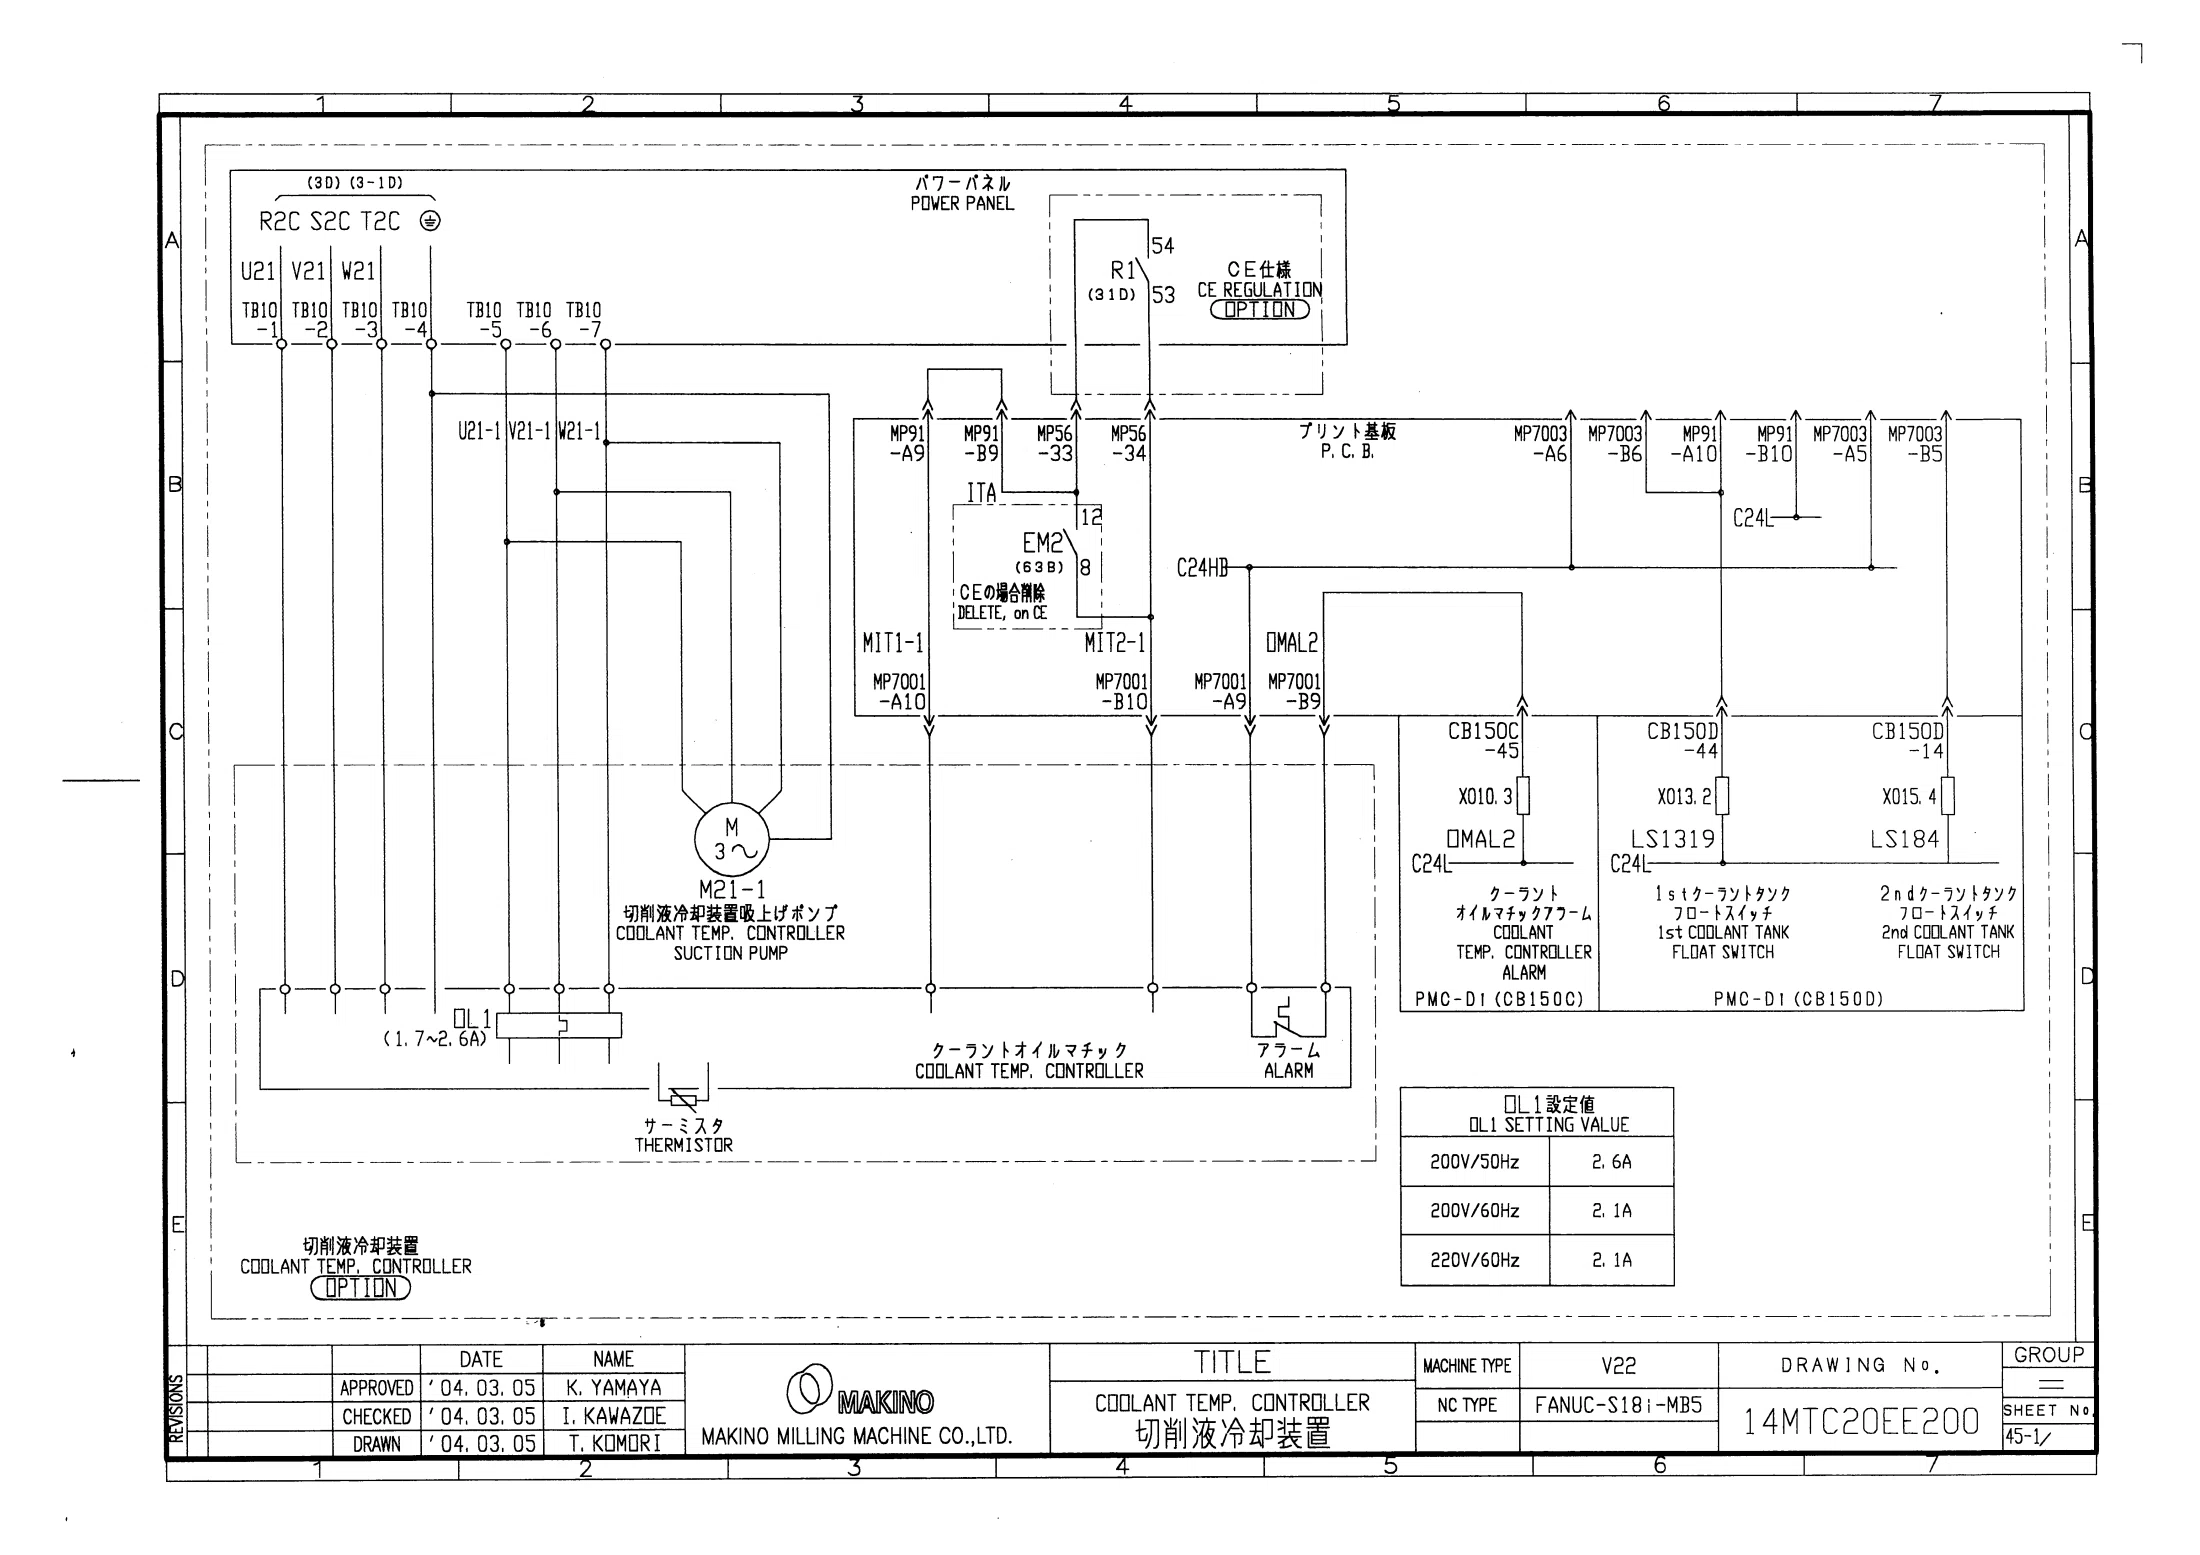 1 2 3 4 5 6 7
A
B
C
D
E
A
B
C
D
E
(3D) (3-1D)
R2C S2C T2C
U21 V21 W21
TB10 TB10 TB10 TB10 TB10 TB10 TB10
-1 -2 -3 -4 -5 -6 -7
パワーパネル
POWER PANEL
54
R1
(31D)
53
CE仕様
CE REGULATION
OPTION
U21-1 V21-1 W21-1
MP91 MP91 MP56 MP56
-A9 -B9 -33 -34
プリント基板
P.C.B.
MP7003 MP7003 MP91 MP91 MP7003 MP7003
-A6 -B6 -A10 -B10 -A5 -B5
ITA
12
EM2
(63B)
8
CEの場合削除
DELETE, on CE
C24L
C24HB
MIT1-1 MIT2-1 OMAL2
MP7001 MP7001 MP7001 MP7001
-A10 -B10 -A9 -B9
CB150C CB150D CB150D
-45 -44 -14
X010.3 X013.2 X015.4
OMAL2 LS1319 LS184
C24L C24L
クーラント
オイルマチックアラーム
COOLANT
TEMP. CONTROLLER
ALARM
PMC-DI(CB150C)
1stクーラントタンク
フロートスイッチ
1st COOLANT TANK
FLOAT SWITCH
2ndクーラントタンク
フロートスイッチ
2nd COOLANT TANK
FLOAT SWITCH
PMC-DI(CB150D)
M
3~
M21-1
切削液冷却装置吸上げポンプ
COOLANT TEMP. CONTROLLER
SUCTION PUMP
OL1
(1.7~2.6A)
クーラントオイルマチック
COOLANT TEMP. CONTROLLER
アラーム
ALARM
サーミスタ
THERMISTOR
OL1設定値
OL1 SETTING VALUE
200V/50Hz 2.6A
200V/60Hz 2.1A
220V/60Hz 2.1A
切削液冷却装置
COOLANT TEMP. CONTROLLER
OPTION
REVISIONS
DATE NAME
APPROVED '04.03.05 K. YAMAYA
CHECKED '04.03.05 I. KAWAZOE
DRAWN '04.03.05 T. KOMORI
MAKINO
MAKINO MILLING MACHINE CO.,LTD.
TITLE
COOLANT TEMP. CONTROLLER
切削液冷却装置
MACHINE TYPE V22
NC TYPE FANUC-S18i-MB5
DRAWING No.
14MTC20EE200
GROUP
=
SHEET No.
45-1/
1 2 3 4 5 6 7